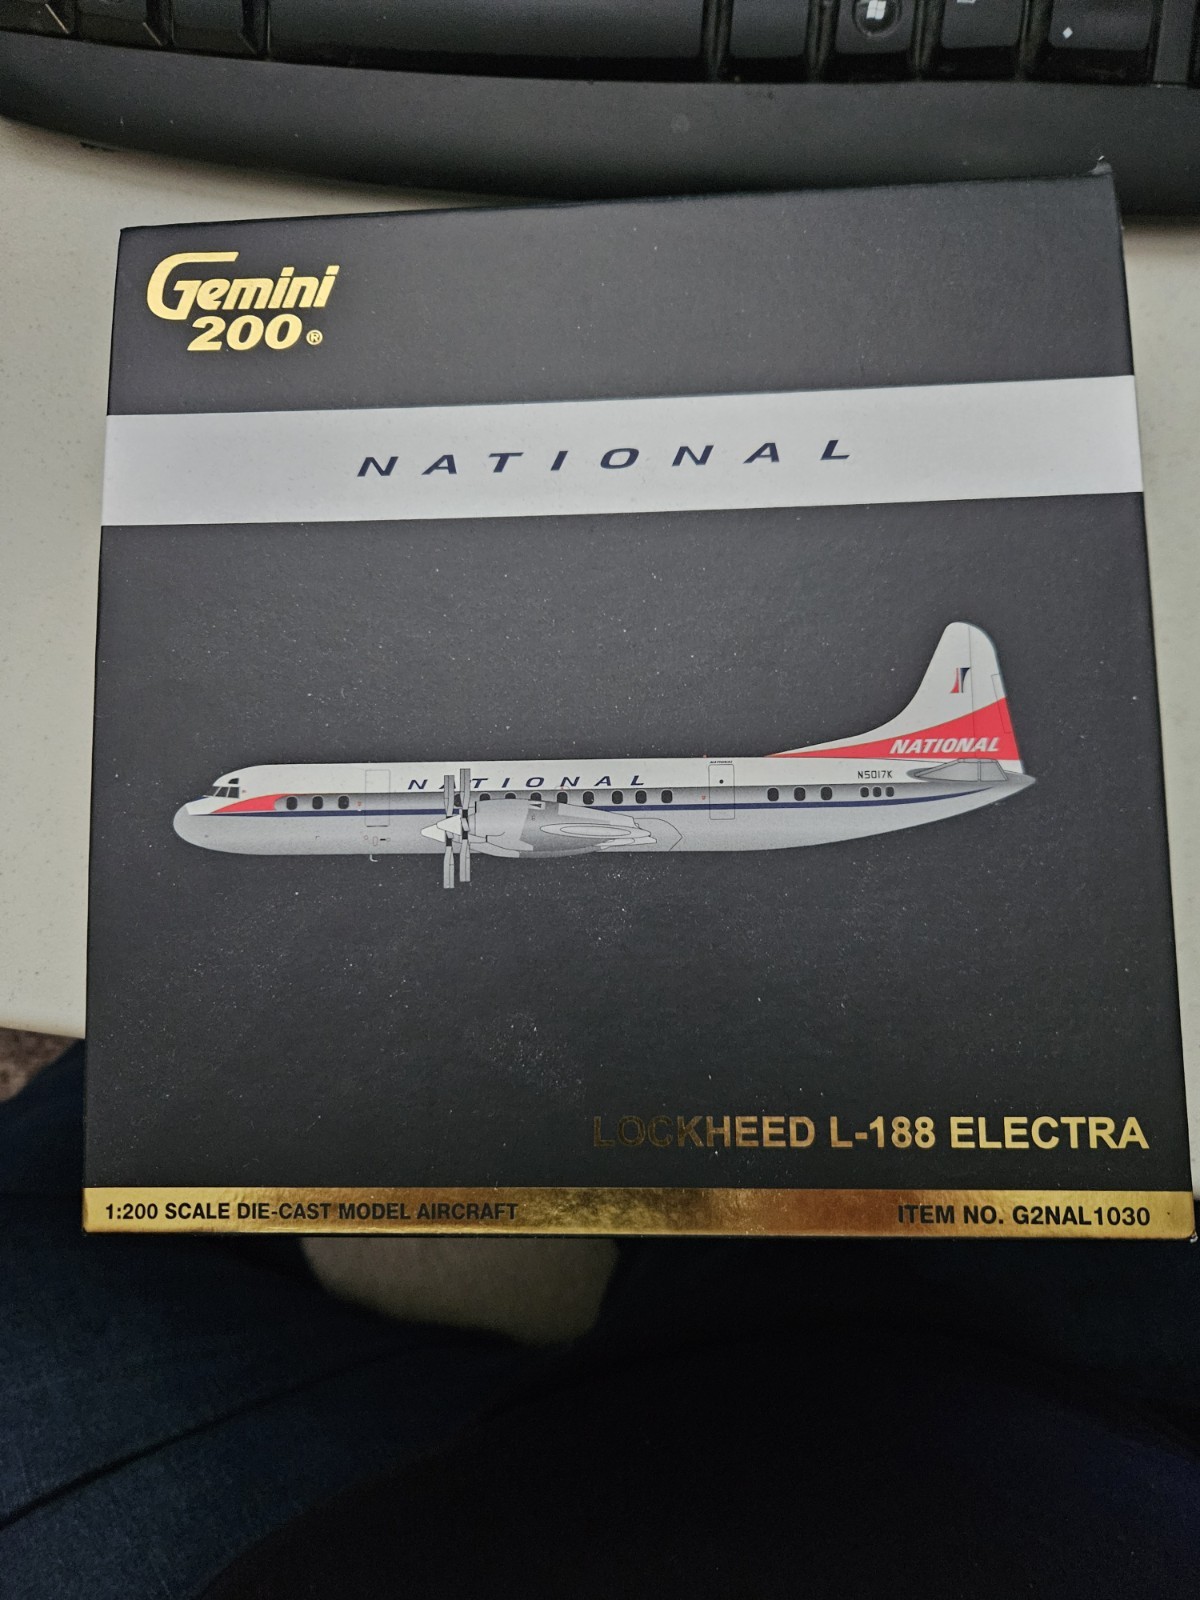 Gemini
200®
NATIONAL
NATIONAL
NATIONAL
N5017K
LOCKHEED L-188 ELECTRA
1:200 SCALE DIE-CAST MODEL AIRCRAFT
ITEM NO. G2NAL1030